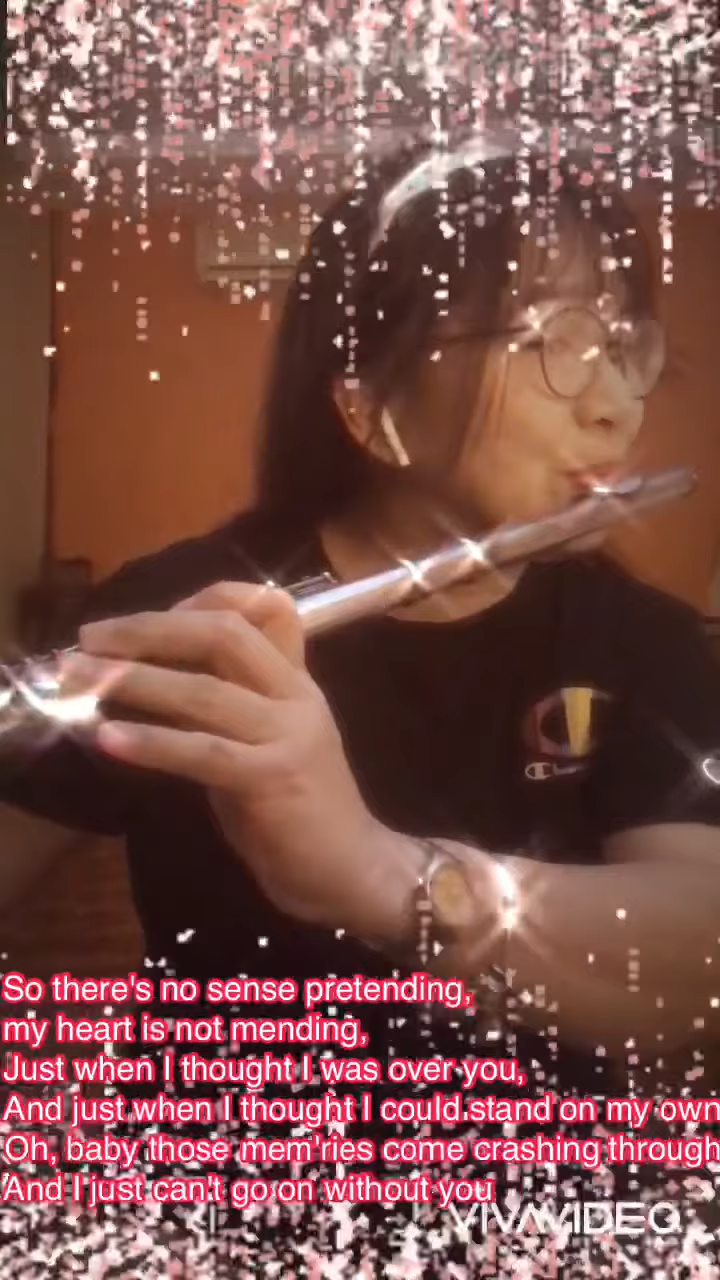 So there's no sense pretending,
my heart is not mending,
Just when I thought I was over you,
And just when I thought I could.stand on my own
Oh, baby those mem'ries come crashing through
And I just can't go on without you
VIVAVIDEO